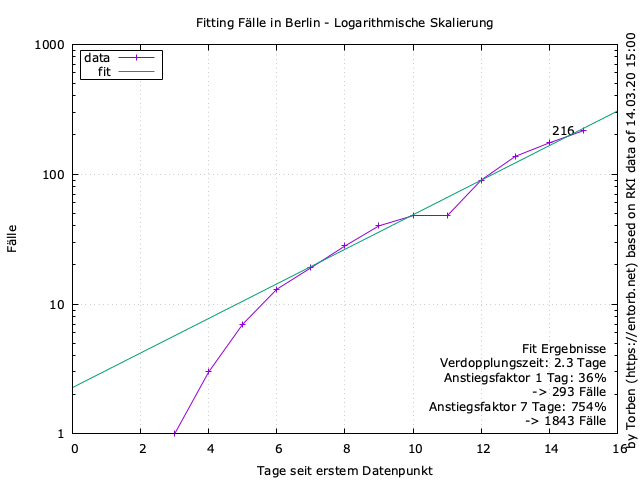 Fitting Fälle in Berlin - Logarithmische Skalierung
1000
100
10
1
data
fit
216
Fälle
Fit Ergebnisse
Verdopplungszeit: 2.3 Tage
Anstiegsfaktor 1 Tag: 36%
-> 293 Fälle
Anstiegsfaktor 7 Tage: 754%
-> 1843 Fälle
0 2 4 6 8 10 12 14 16
Tage seit erstem Datenpunkt
by Torben (https://entorb.net) based on RKI data of 14.03.20 15:00